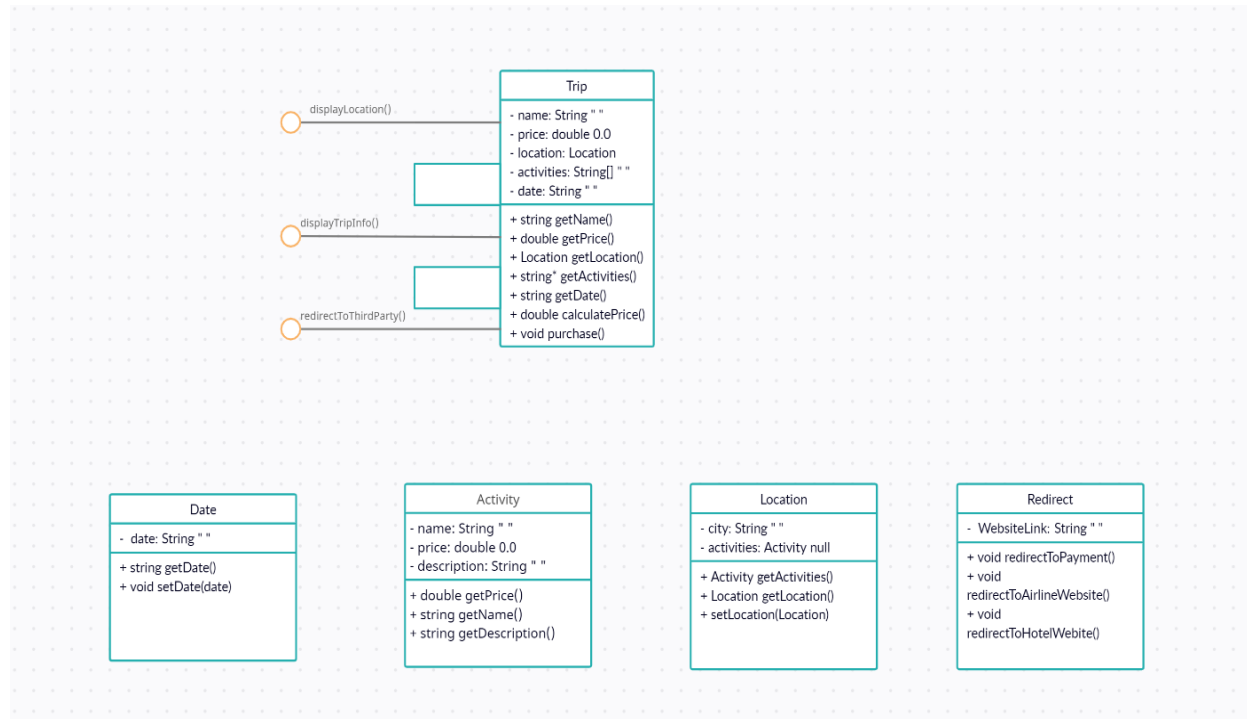 Trip
displayLocation()
- name: String " "
- price: double 0.0
- location: Location
- activities: String[] " "
- date: String " "
displayTripInfo()
+ string getName()
+ double getPrice()
+ Location getLocation()
+ string* getActivities()
+ string getDate()
redirectToThirdParty()
+ double calculatePrice()
+ void purchase()
Date
- date: String " "
+ string getDate()
+ void setDate(date)
Activity
- name: String " "
- price: double 0.0
- description: String " "
+ double getPrice()
+ string getName()
+ string getDescription()
Location
- city: String " "
- activities: Activity null
+ Activity getActivities()
+ Location getLocation()
+ setLocation(Location)
Redirect
- WebsiteLink: String " "
+ void redirectToPayment()
+ void
redirectToAirlineWebsite()
+ void
redirectToHotelWebite()